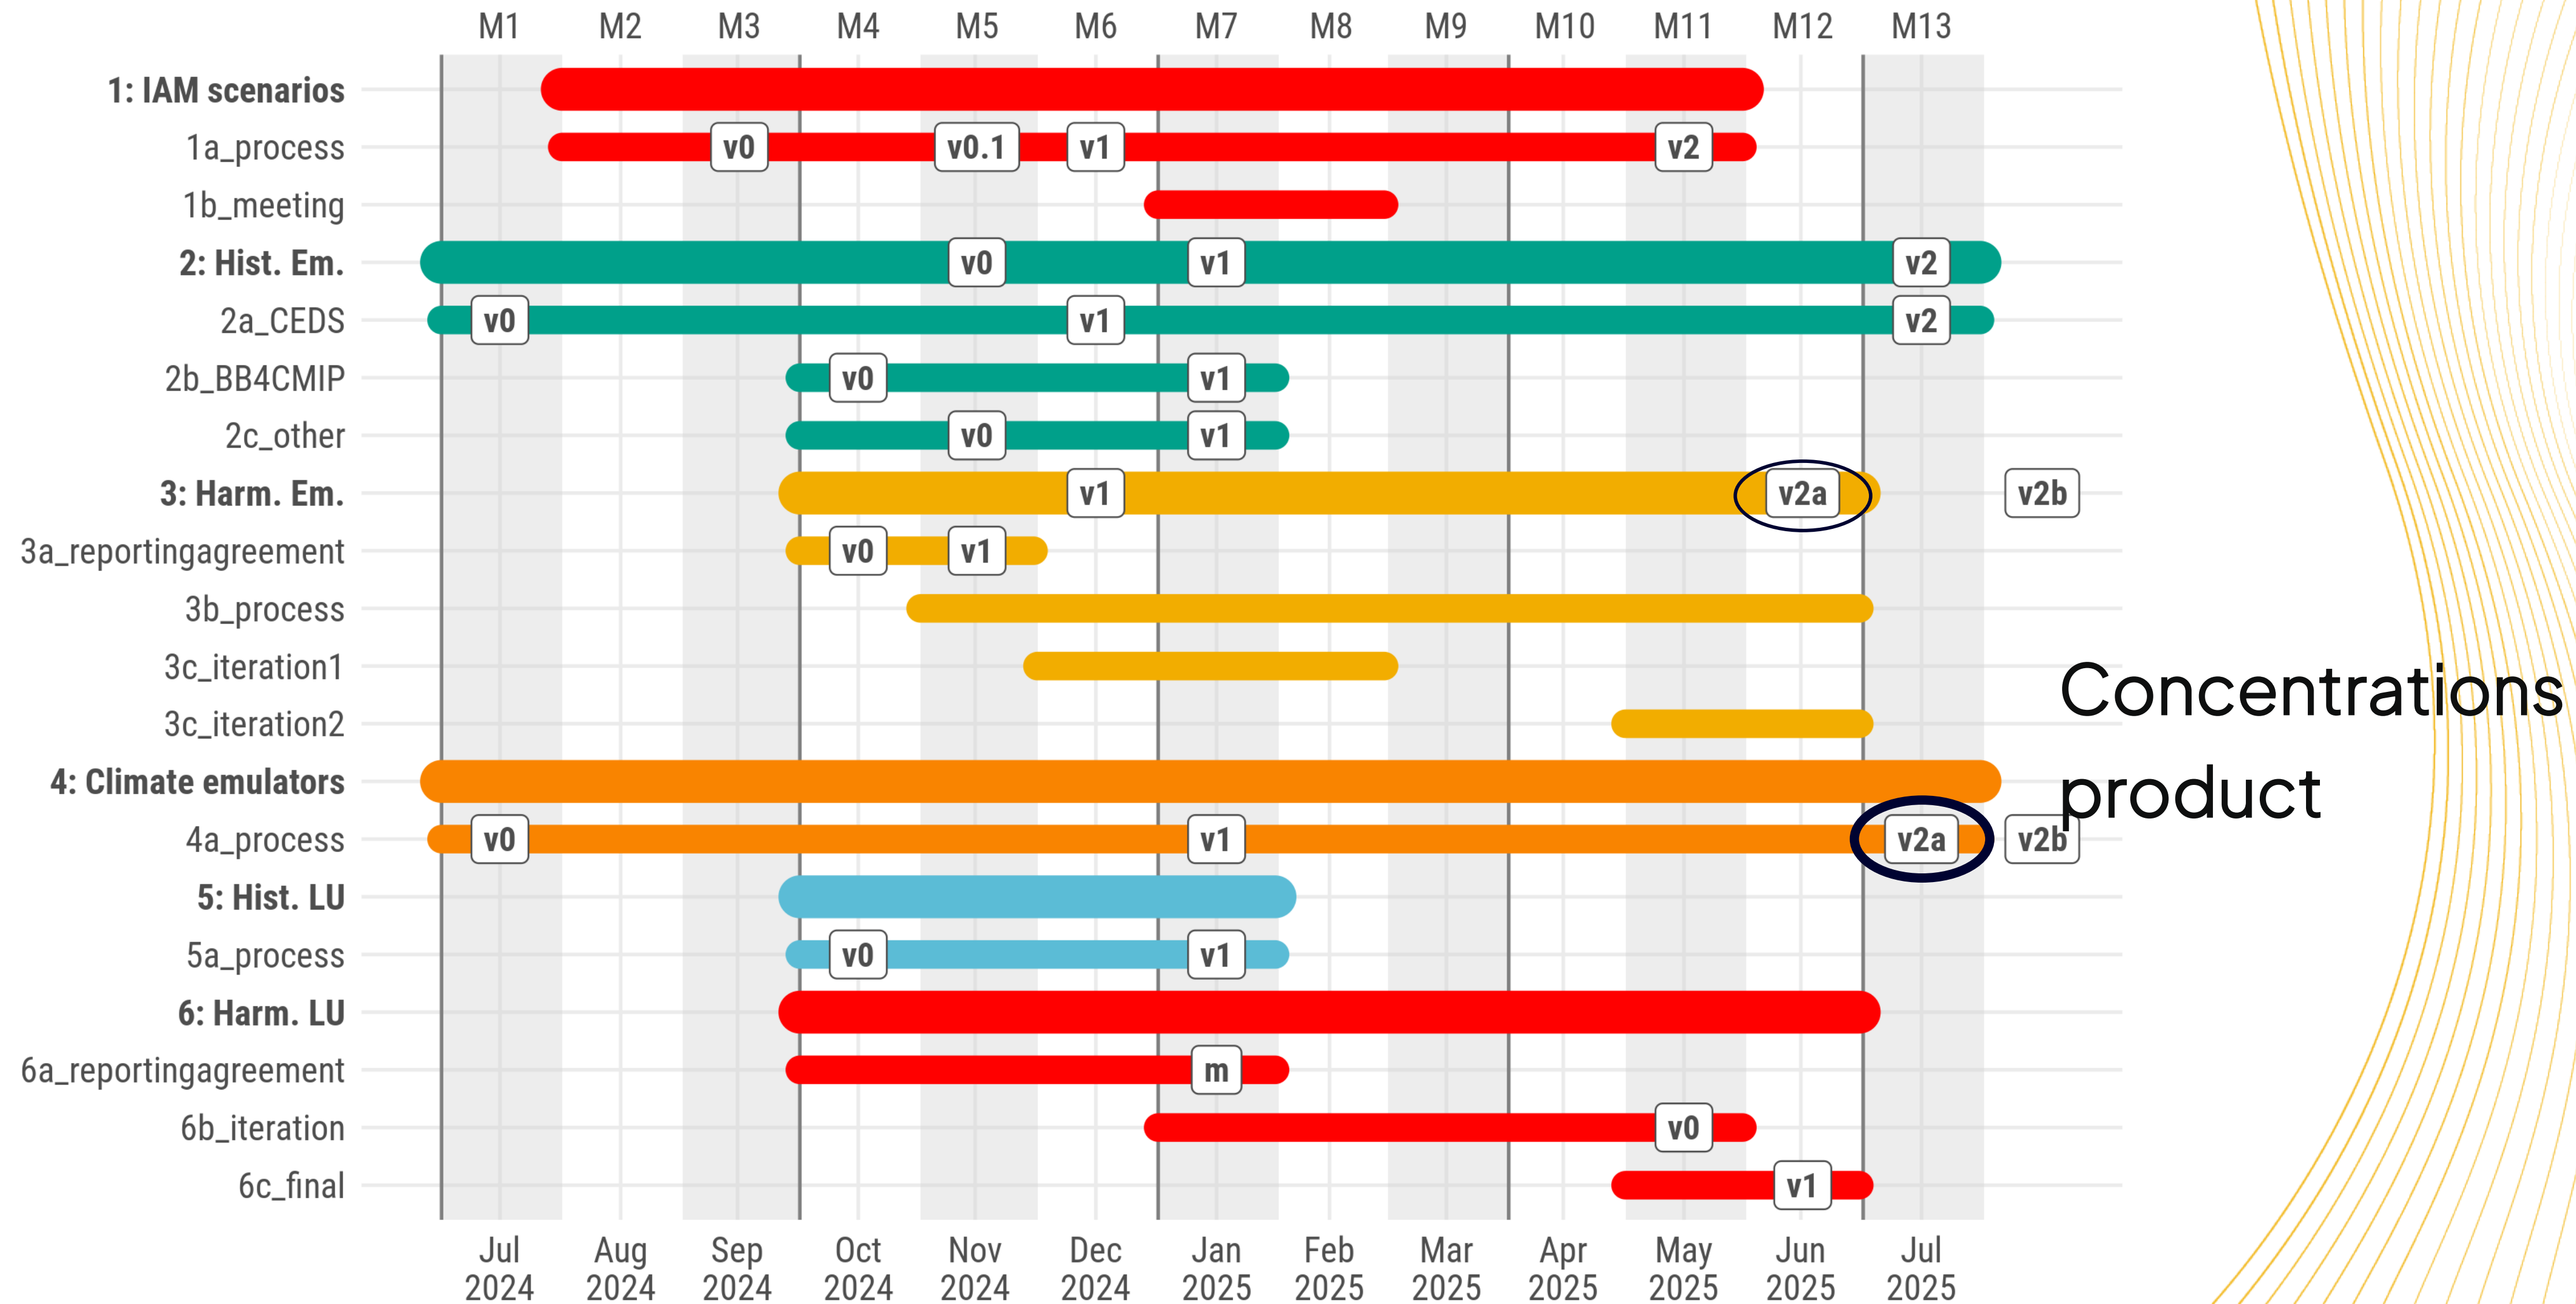 M1 M2 M3 M4 M5 M6 M7 M8 M9 M10 M11 M12 M13
1: IAM scenarios
1a_process v0 v0.1 v1 v2
1b_meeting
2: Hist. Em. v0 v1 v2
2a_CEDS v0 v1 v2
2b_BB4CMIP v0 v1
2c_other v0 v1
3: Harm. Em. v1 v2a v2b
3a_reportingagreement v0 v1
3b_process
3c_iteration1
Concentrations
3c_iteration2
4: Climate emulators
product
4a_process v0 v1 v2a v2b
5: Hist. LU
5a_process v0 v1
6: Harm. LU
6a_reportingagreement m
6b_iteration v0
6c_final v1
Jul Aug Sep Oct Nov Dec Jan Feb Mar Apr May Jun Jul
2024 2024 2024 2024 2024 2024 2025 2025 2025 2025 2025 2025 2025